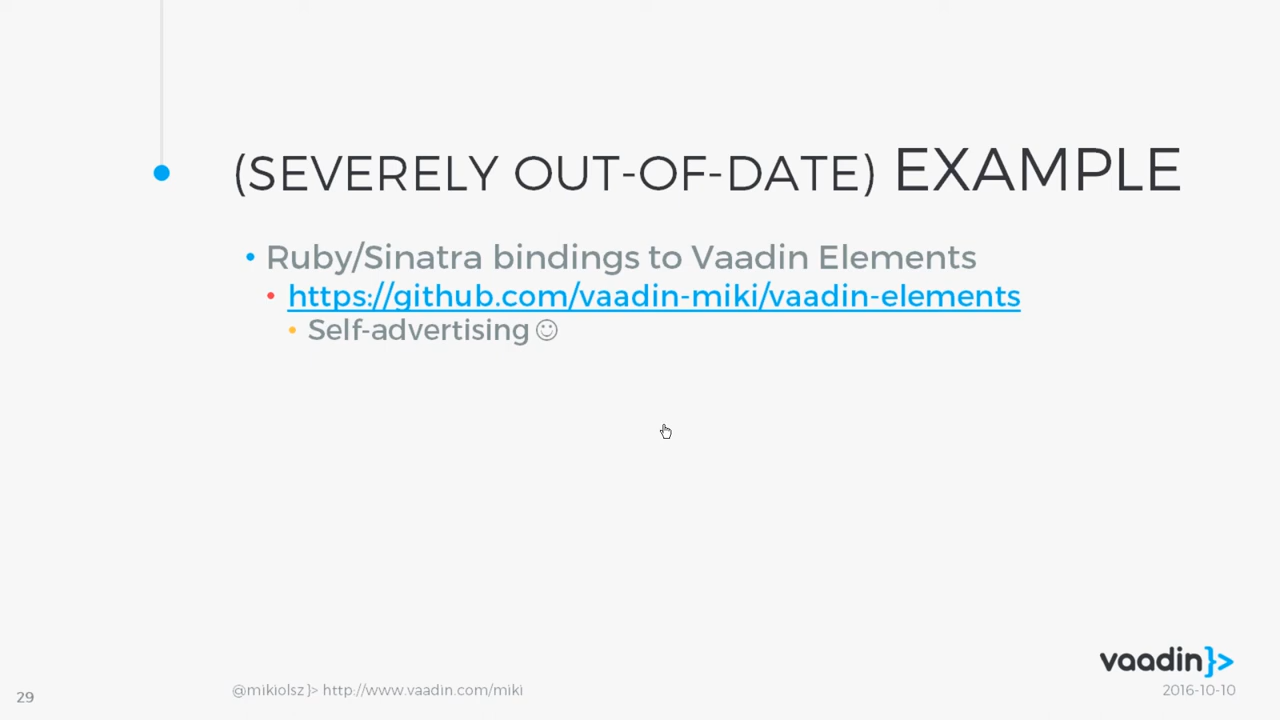 (SEVERELY OUT-OF-DATE) EXAMPLE
• Ruby/Sinatra bindings to Vaadin Elements
• https://github.com/vaadin-miki/vaadin-elements
• Self-advertising ☺
vaadin}>
29
@mikiolsz }> http://www.vaadin.com/miki
2016-10-10